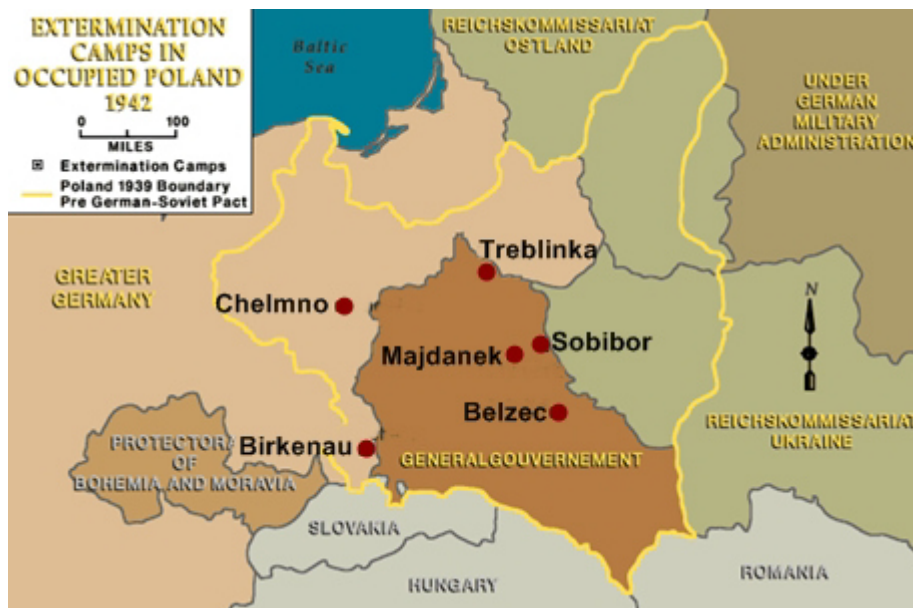 EXTERMINATION
CAMPS IN
OCCUPIED POLAND
1942
0 100
MILES
Extermination Camps
Poland 1939 Boundary
Pre German-Soviet Pact
Baltic
Sea
REICHSKOMMISSARIAT
OSTLAND
UNDER
GERMAN
MILITARY
ADMINISTRATION
GREATER
GERMANY
Treblinka
Chelmno
N
Sobibor
Majdanek
Belzec
REICHSKOMMISSARIAT
UKRAINE
Birkenau
GENERALGOUVERNEMENT
PROTECTORA
OF
BOHEMIA AND MORAVIA
SLOVAKIA
HUNGARY
ROMANIA